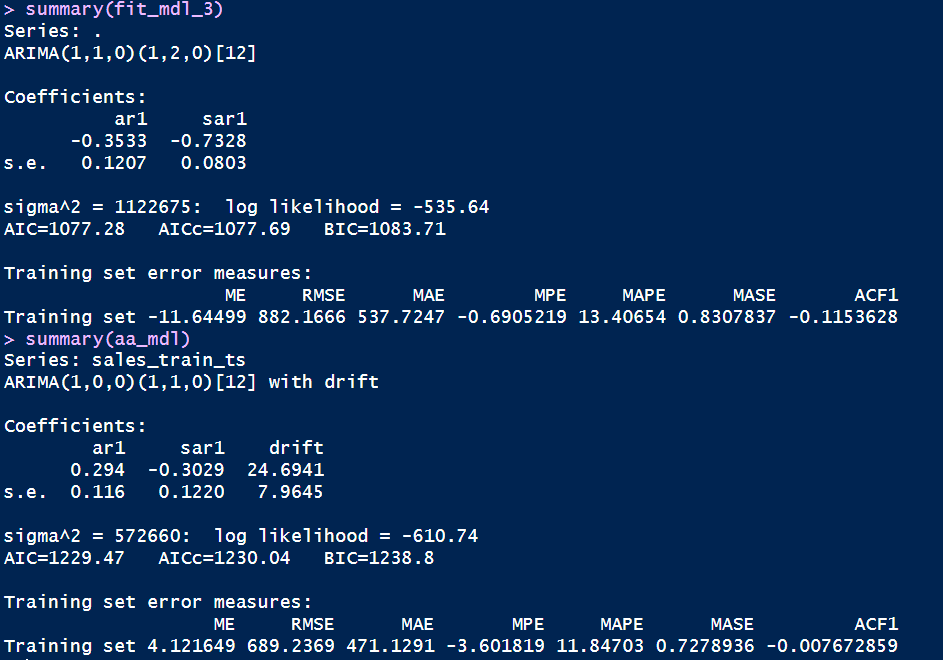 > summary(fit_mdl_3)
Series: .
ARIMA(1,1,0)(1,2,0)[12]
Coefficients:
ar1 sar1
-0.3533 -0.7328
s.e. 0.1207 0.0803
sigma^2 = 1122675: log likelihood = -535.64
AIC=1077.28 AICc=1077.69 BIC=1083.71
Training set error measures:
ME RMSE MAE MPE MAPE MASE ACF1
Training set -11.64499 882.1666 537.7247 -0.6905219 13.40654 0.8307837 -0.1153628
> summary(aa_mdl)
Series: sales_train_ts
ARIMA(1,0,0)(1,1,0)[12] with drift
Coefficients:
ar1 sar1 drift
0.294 -0.3029 24.6941
s.e. 0.116 0.1220 7.9645
sigma^2 = 572660: log likelihood = -610.74
AIC=1229.47 AICc=1230.04 BIC=1238.8
Training set error measures:
ME RMSE MAE MPE MAPE MASE ACF1
Training set 4.121649 689.2369 471.1291 -3.601819 11.84703 0.7278936 -0.007672859